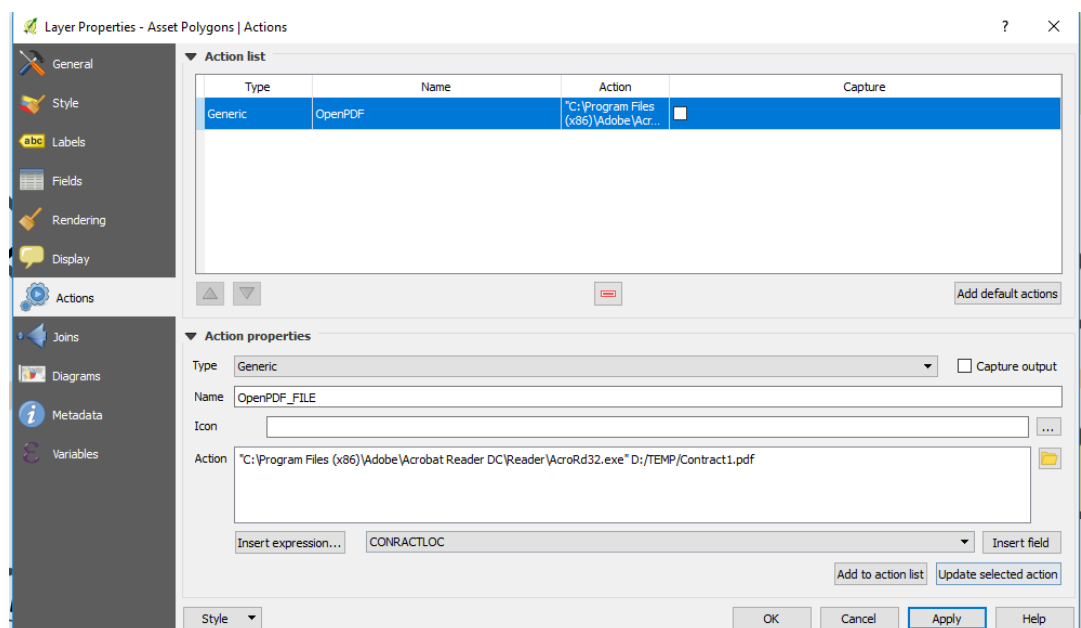 Layer Properties - Asset Polygons | Actions
?
General
Style
abc Labels
Fields
Rendering
Display
Actions
Joins
Diagrams
Metadata
Variables
Action list
Type Name Action Capture
Generic OpenPDF "C:\Program Files
(x86)\Adobe\Acr...
Add default actions
Action properties
Type Generic Capture output
Name OpenPDF_FILE
Icon ...
Action "C:\Program Files (x86)\Adobe\Acrobat Reader DC\Reader\AcroRd32.exe" D:/TEMP/Contract1.pdf
Insert expression... CONRACTLOC Insert field
Add to action list Update selected action
Style OK Cancel Apply Help